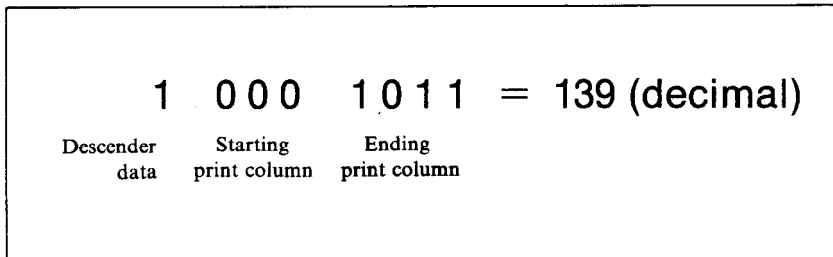 1 000 1011 = 139 (decimal)
Descender Starting Ending
data print column print column